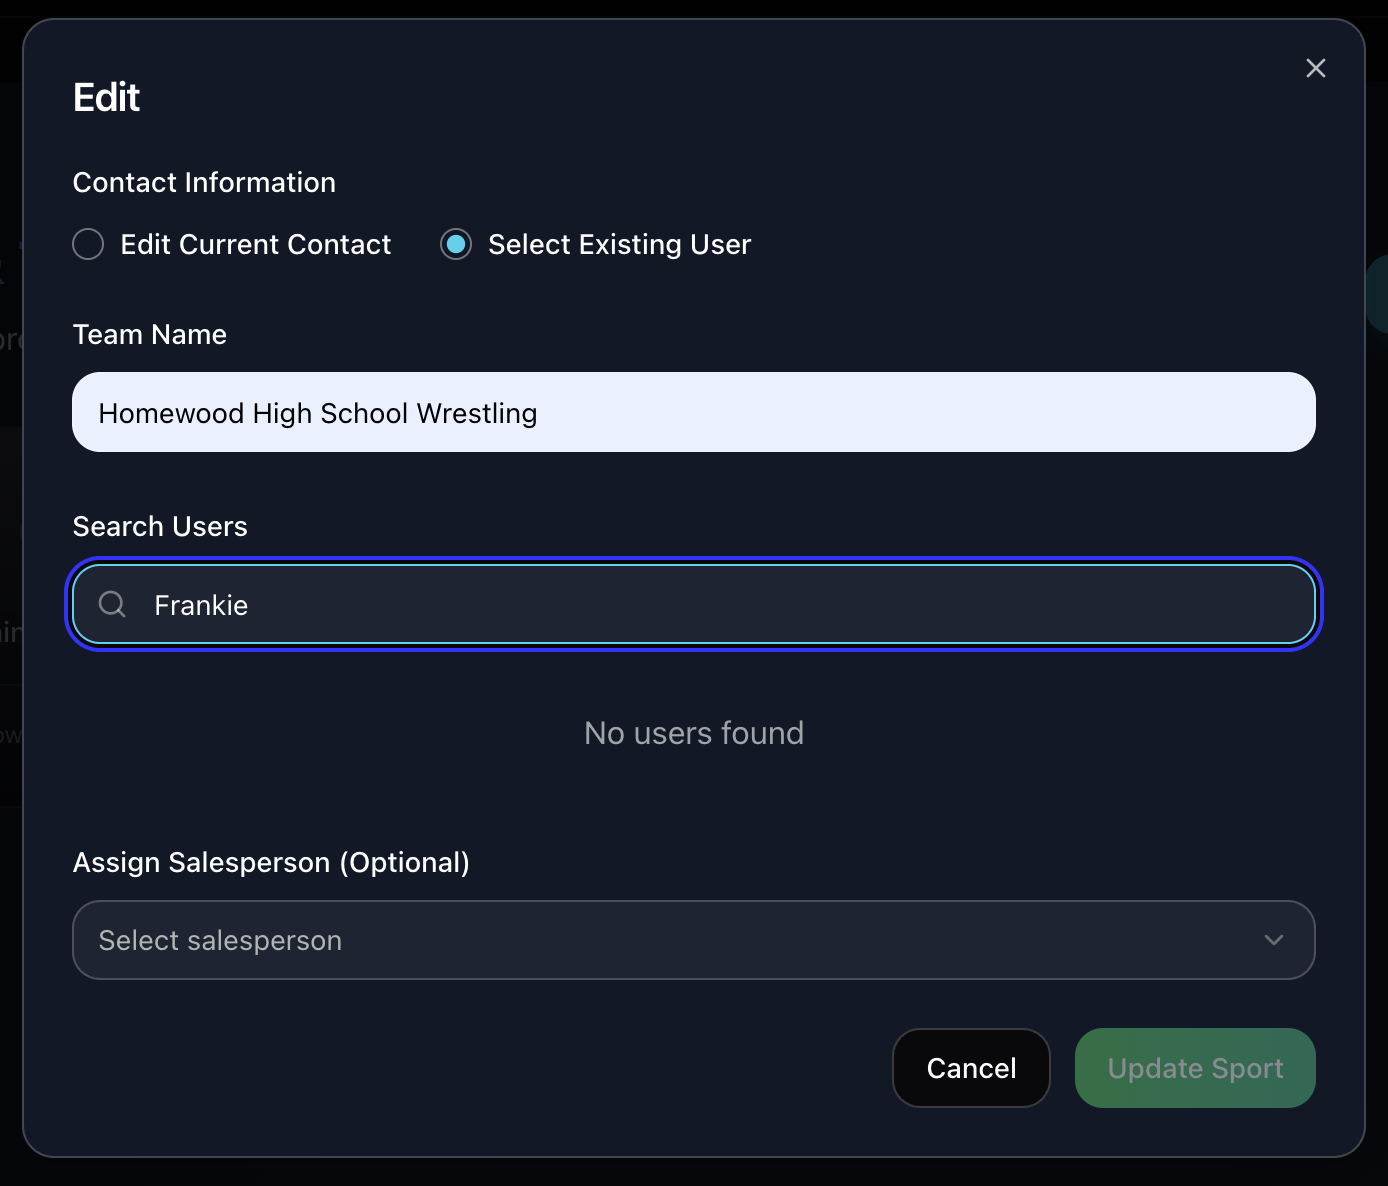 Edit
Contact Information
Edit Current Contact
Select Existing User
Team Name
Homewood High School Wrestling
Search Users
Frankie
No users found
Assign Salesperson (Optional)
Select salesperson
Cancel
Update Sport